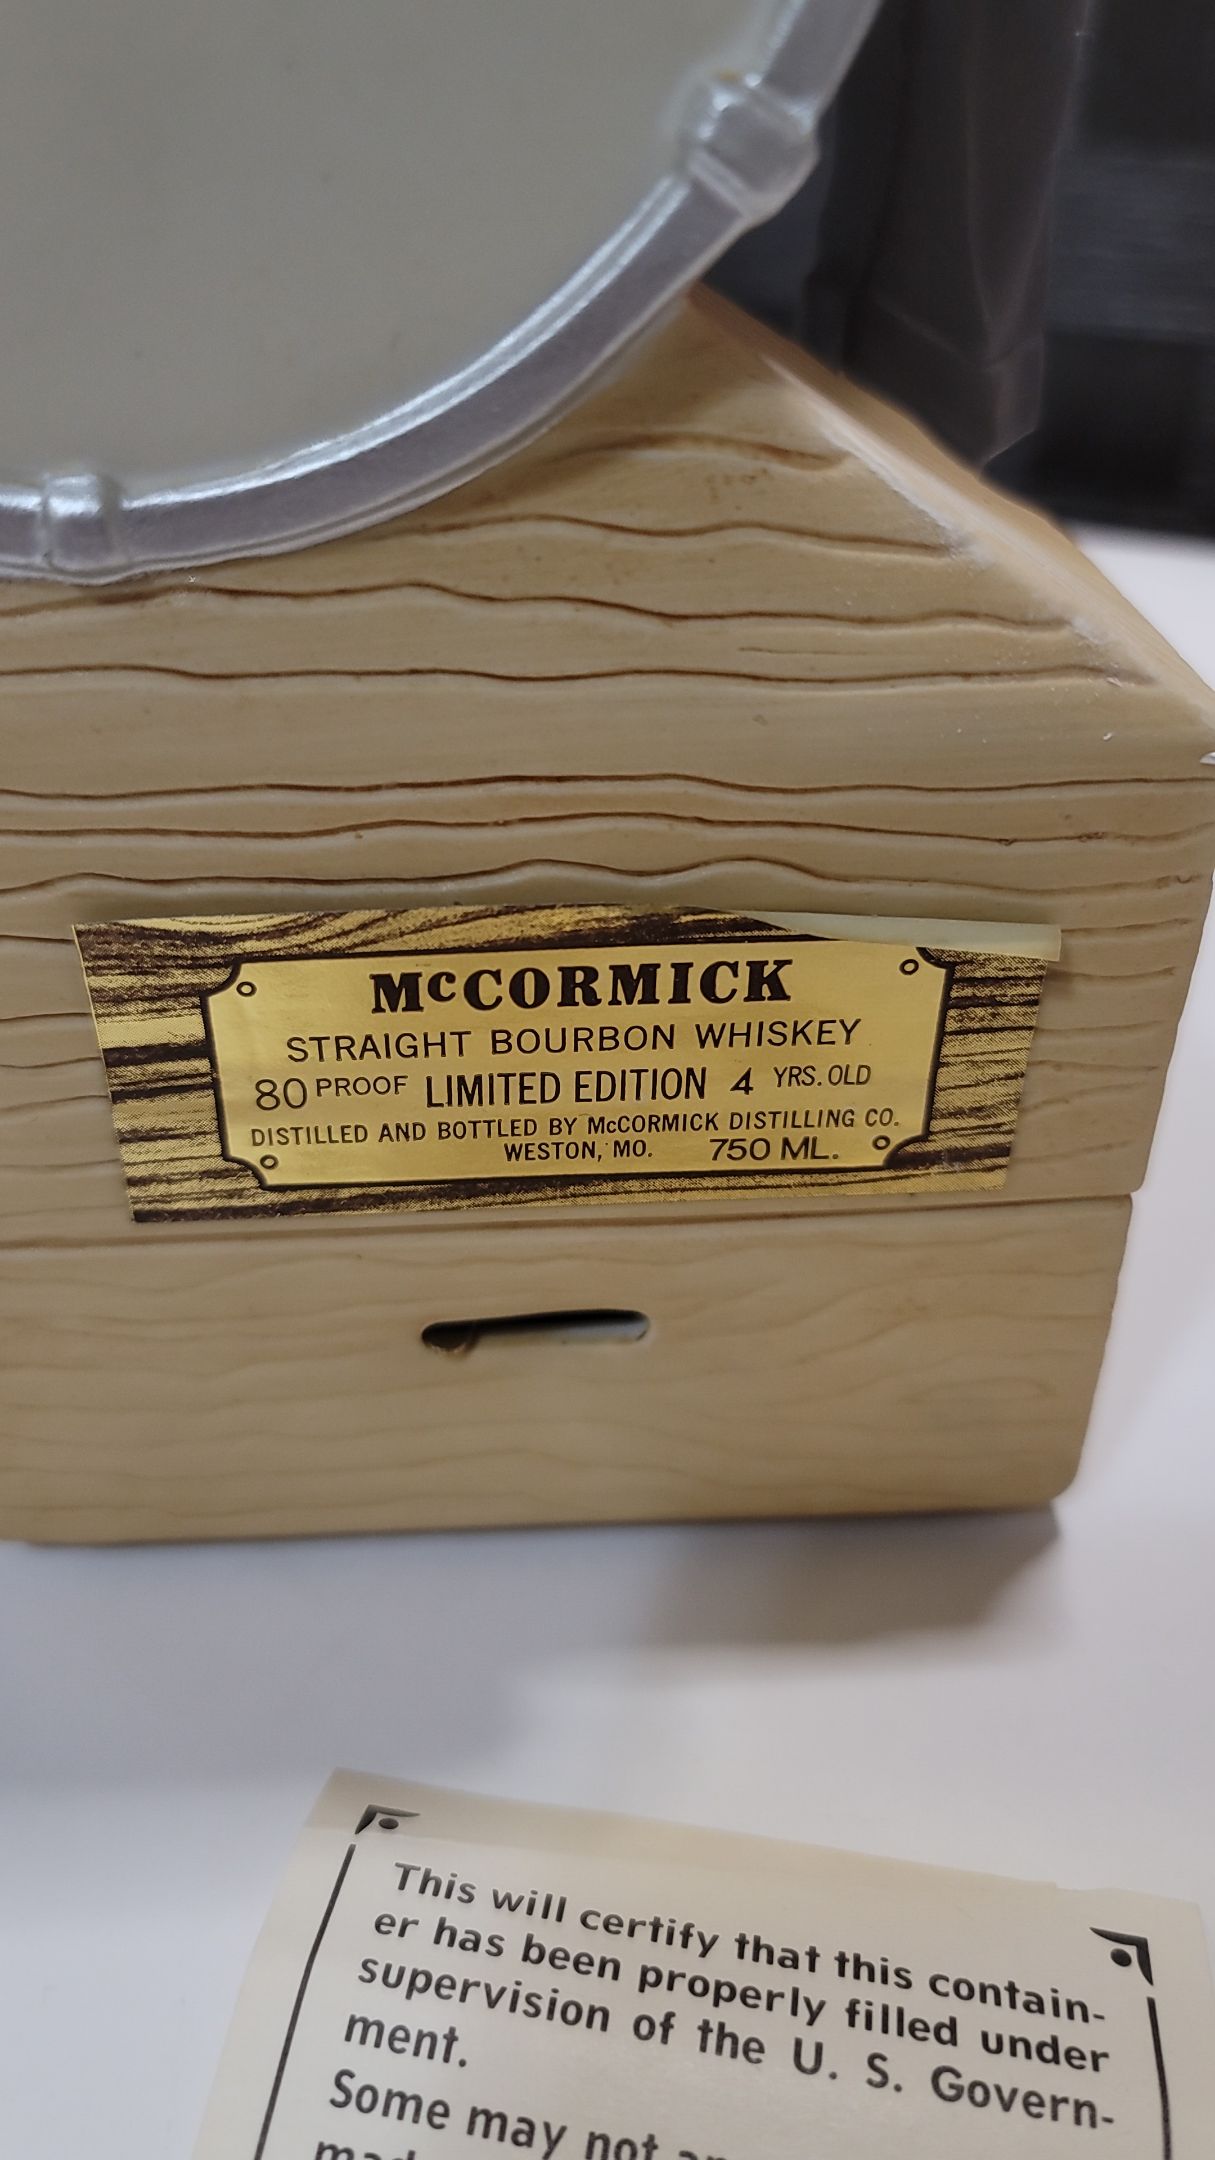 McCORMICK
STRAIGHT BOURBON WHISKEY
80 PROOF LIMITED EDITION 4 YRS. OLD
DISTILLED AND BOTTLED BY McCORMICK DISTILLING CO.
WESTON, MO. 750 ML.
This will certify that this contain-
er has been properly filled under
supervision of the U. S. Govern-
ment.
Some may not